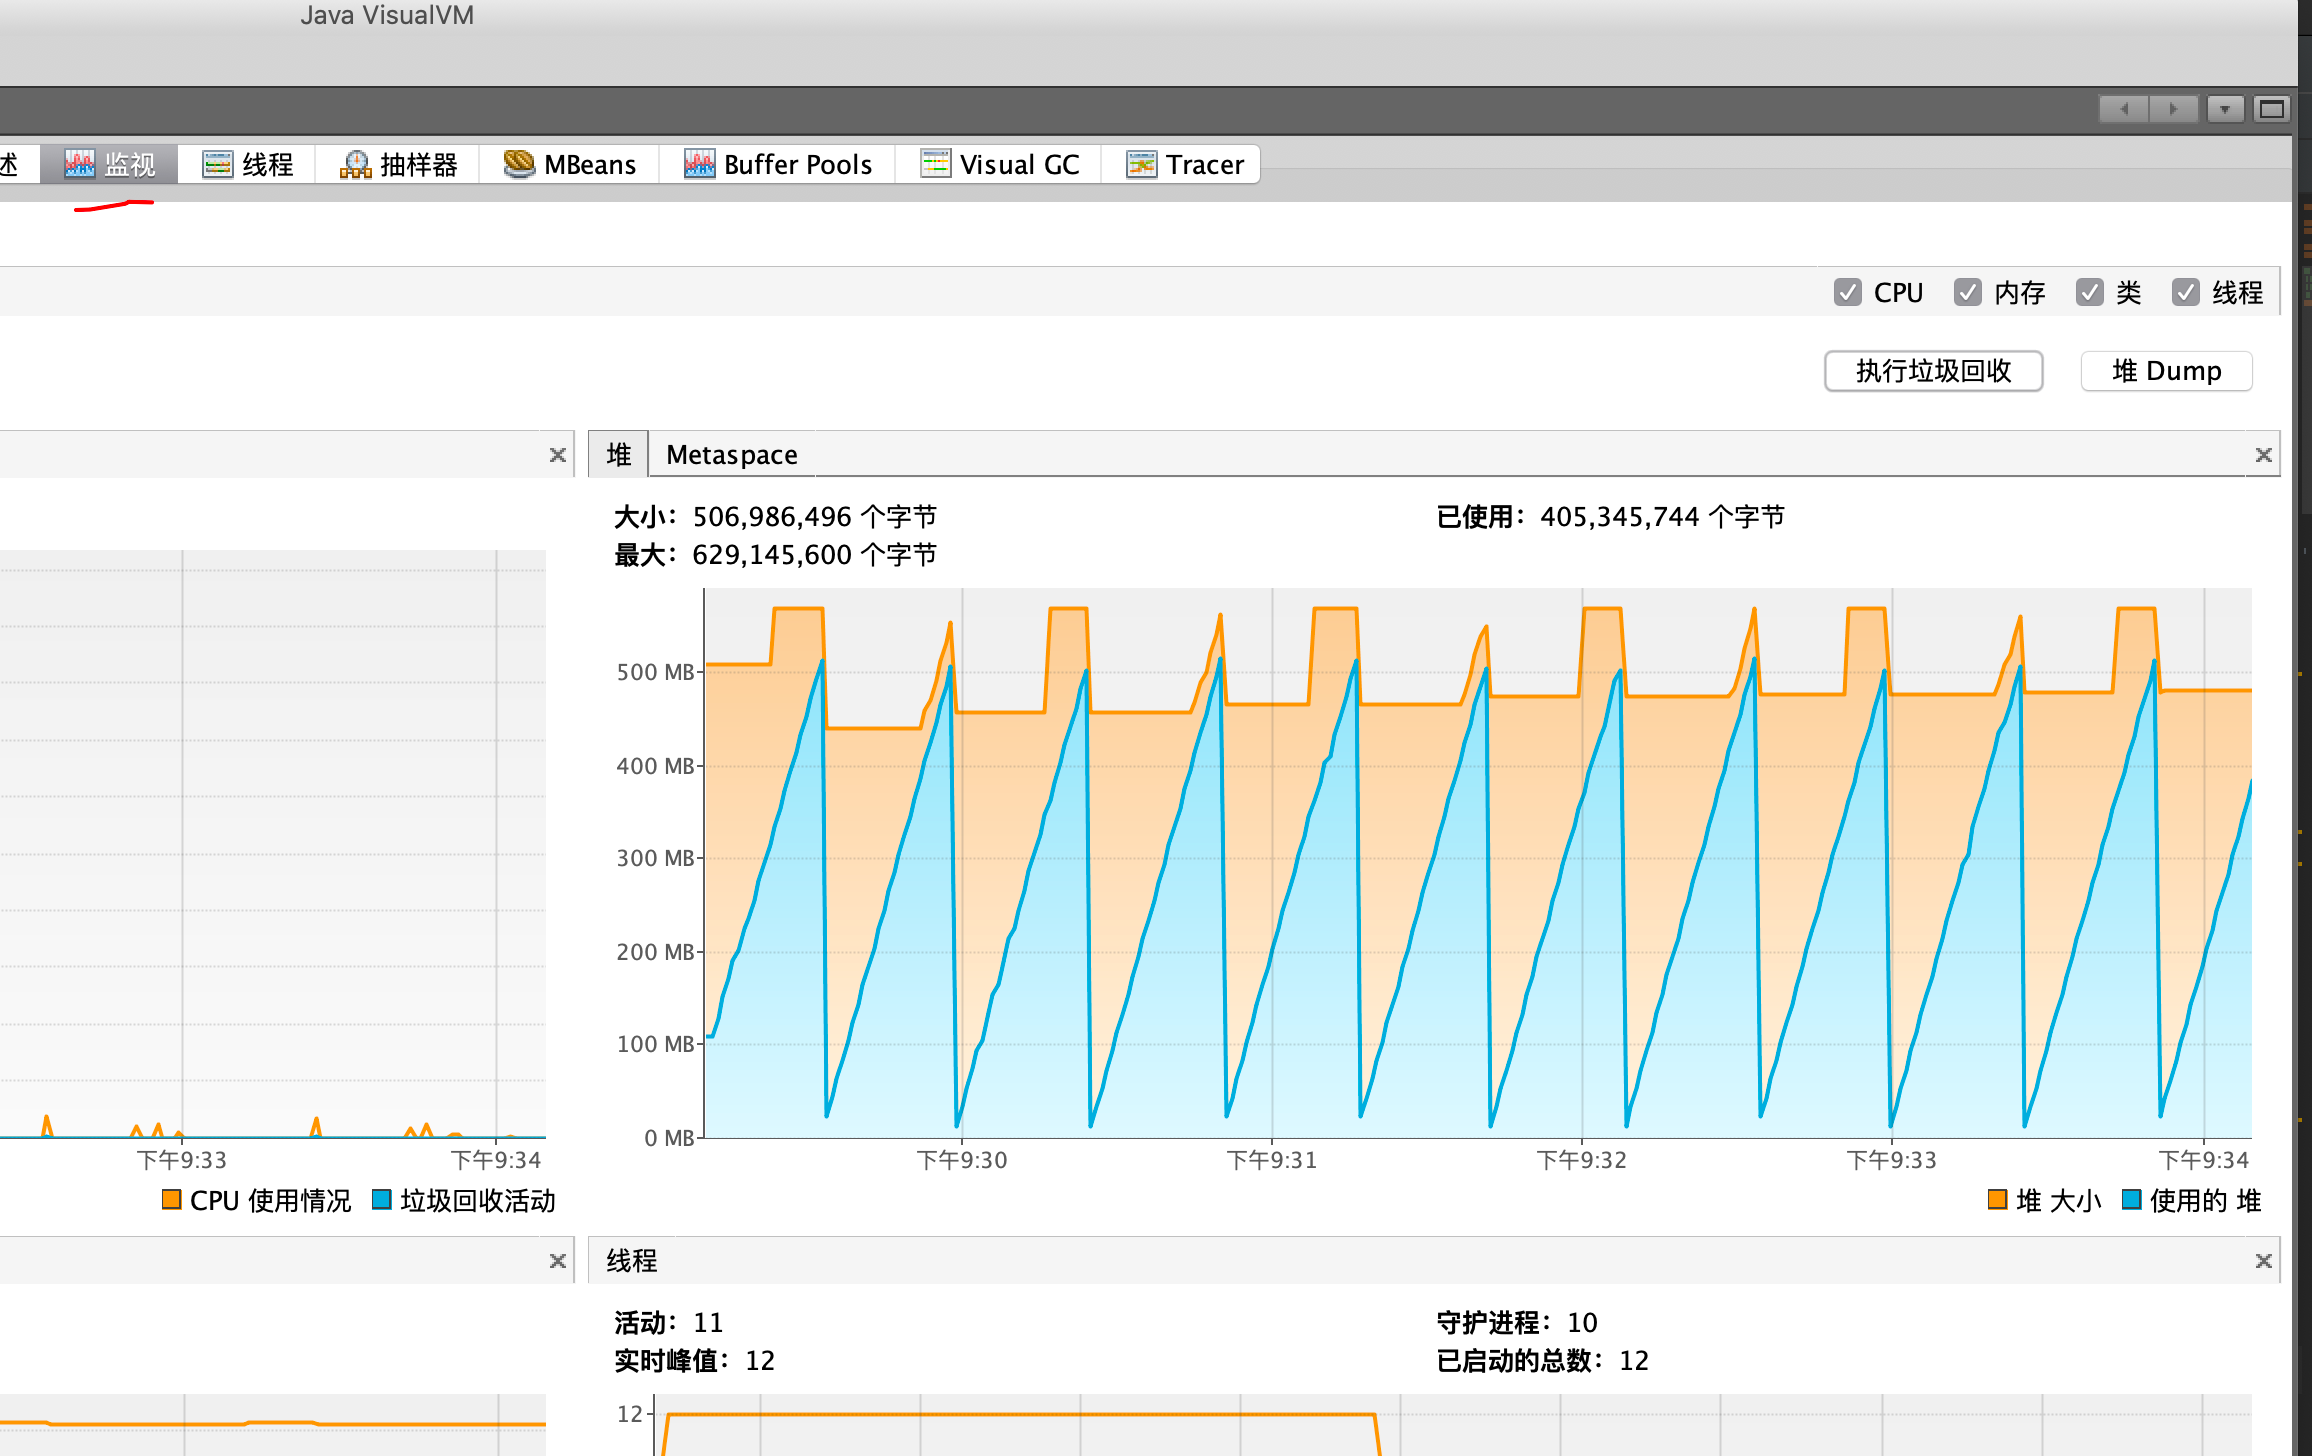 Java VisualVM
述 监视 线程 抽样器 MBeans Buffer Pools Visual GC Tracer
CPU 内存 类 线程
执行垃圾回收 堆 Dump
堆 Metaspace
大小: 506,986,496 个字节 已使用: 405,345,744 个字节
最大: 629,145,600 个字节
500 MB
400 MB
300 MB
200 MB
100 MB
0 MB
下午9:33 下午9:34 下午9:30 下午9:31 下午9:32 下午9:33 下午9:34
CPU 使用情况 垃圾回收活动 堆 大小 使用的 堆
线程
活动: 11 守护进程: 10
实时峰值: 12 已启动的总数: 12
12